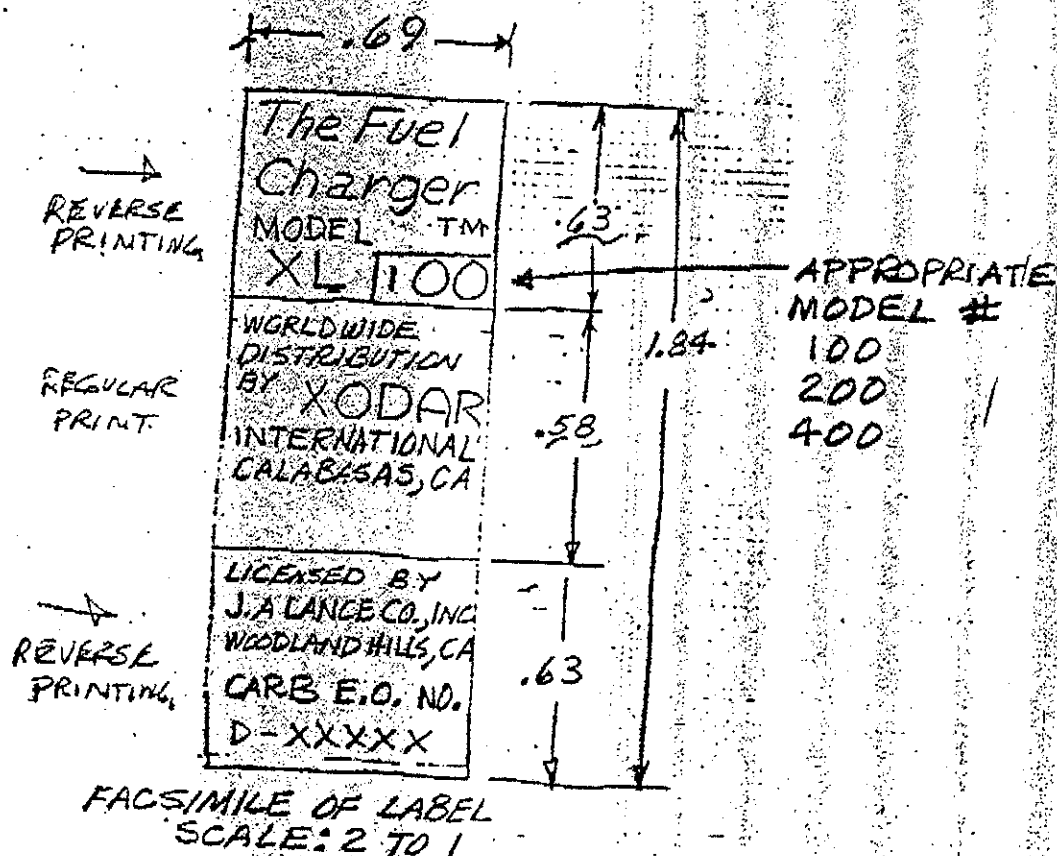 .69
The Fuel
Charger
MODEL TM
XL 100
REVERSE
PRINTING
.63
1.84
APPROPRIATE
MODEL #
100
200
400
WORLDWIDE
DISTRIBUTION
BY XODAR
INTERNATIONAL
CALABASAS, CA
REGULAR
PRINT.
.58
LICENSED BY
J.A LANCE CO., INC
WOODLAND HILLS, CA
CARB E.O. NO.
D-XXXXX
REVERSE
PRINTING
.63
FACSIMILE OF LABEL
SCALE: 2 TO 1